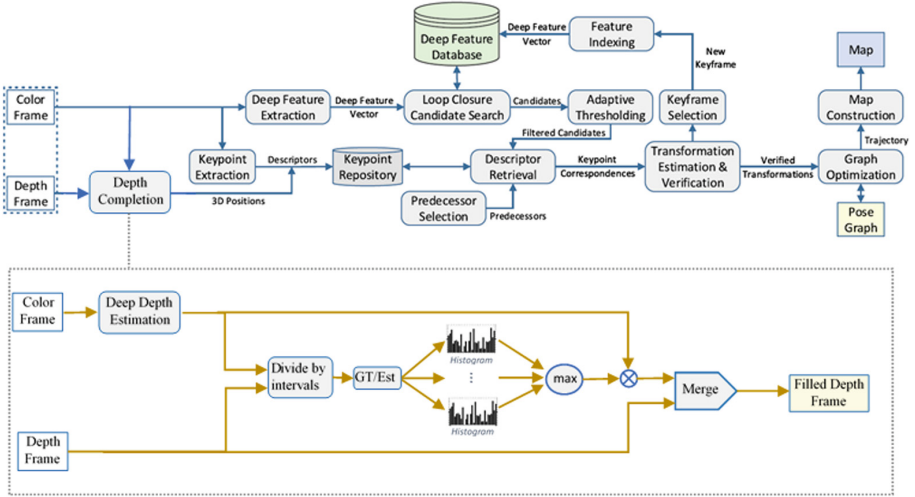 Deep Feature
Database
Deep Feature
Vector
Feature
Indexing
New
Keyframe
Map
Color
Frame
Deep Feature
Extraction
Deep Feature
Vector
Loop Closure
Candidate Search
Candidates
Adaptive
Thresholding
Keyframe
Selection
Map
Construction
Filtered Candidates
Trajectory
Keypoint
Extraction
Descriptors
Keypoint
Repository
Descriptor
Retrieval
Keypoint
Correspondences
Transformation
Estimation &
Verification
Verified
Transformations
Graph
Optimization
Depth
Frame
Depth
Completion
3D Positions
Predecessor
Selection
Predecessors
Pose
Graph
Color
Frame
Deep Depth
Estimation
Divide by
intervals
GT/Est
Histogram
Histogram
max
Merge
Filled Depth
Frame
Depth
Frame